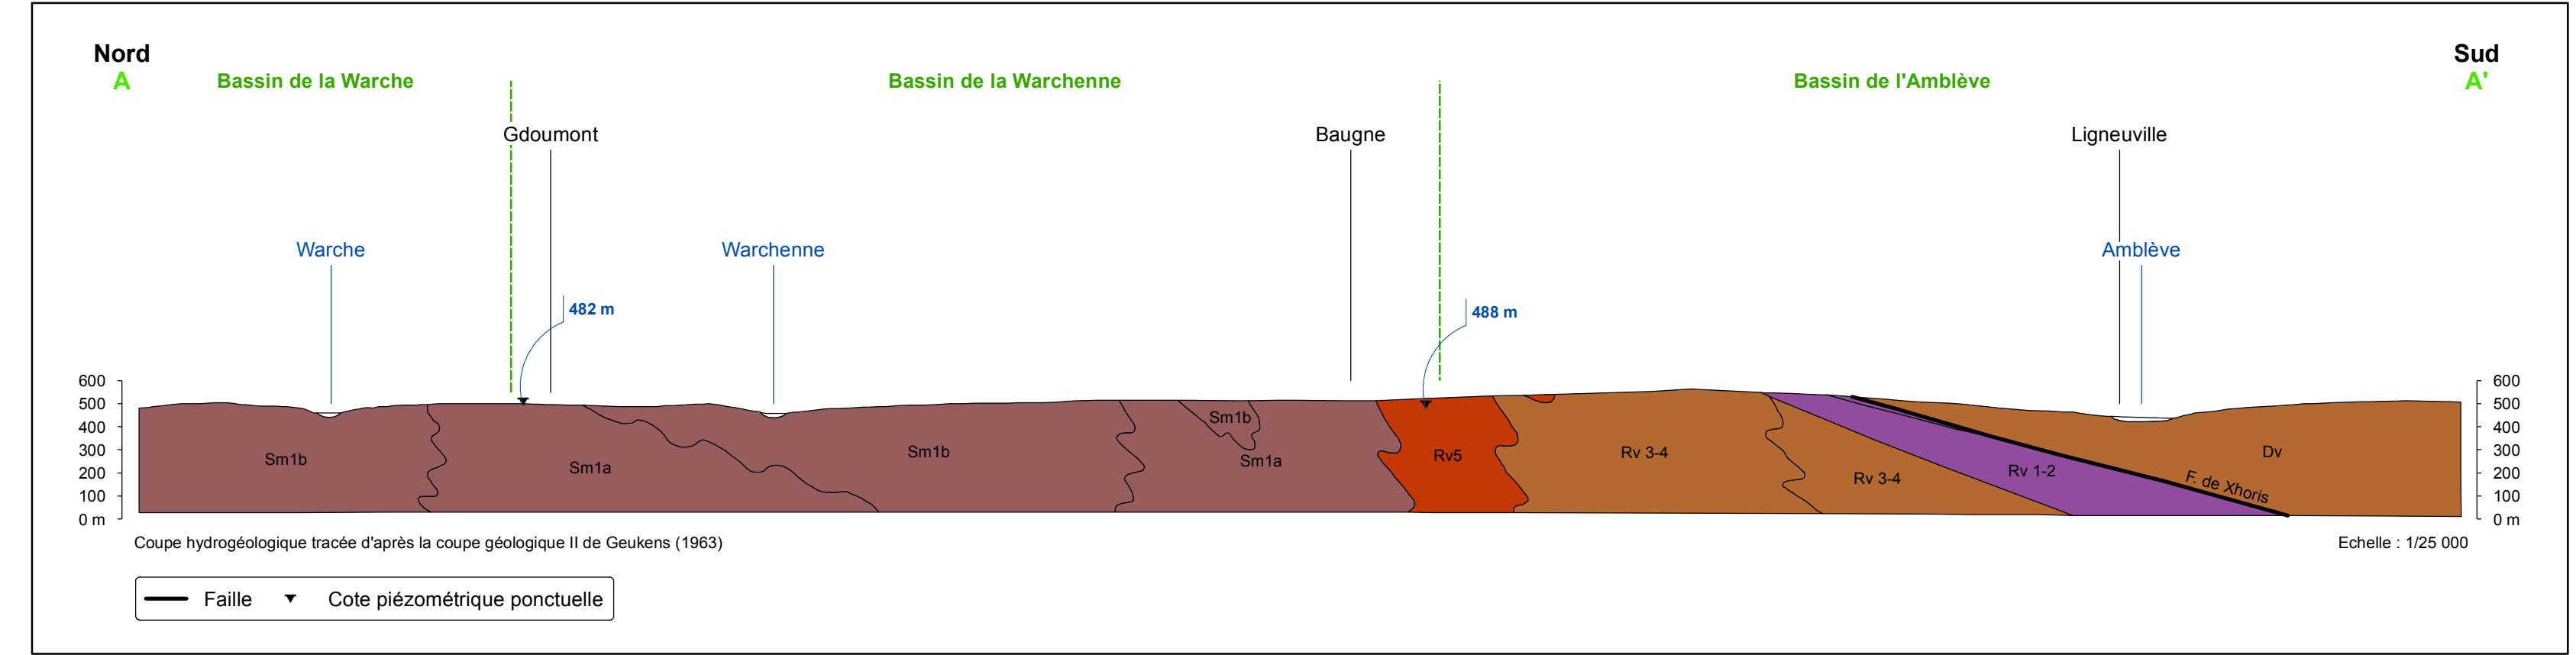 Nord
Sud
A
Bassin de la Warche
Bassin de la Warchenne
Bassin de l'Amblève
A'
Gdoumont
Baugne
Ligneuville
Warche
Warchenne
Amblève
482 m
488 m
600
500
400
300
200
100
0 m
600
500
400
300
200
100
0 m
Sm1b
Sm1a
Sm1b
Sm1b
Sm1a
Rv5
Rv 3-4
Rv 3-4
Rv 1-2
F. de Xhoris
Dv
Coupe hydrogéologique tracée d'après la coupe géologique II de Geukens (1963)
Echelle : 1/25 000
Faille
Cote piézométrique ponctuelle